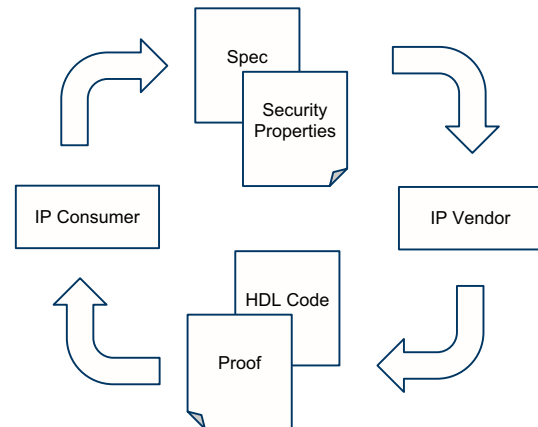 Spec
Security
Properties
IP Consumer
IP Vendor
HDL Code
Proof